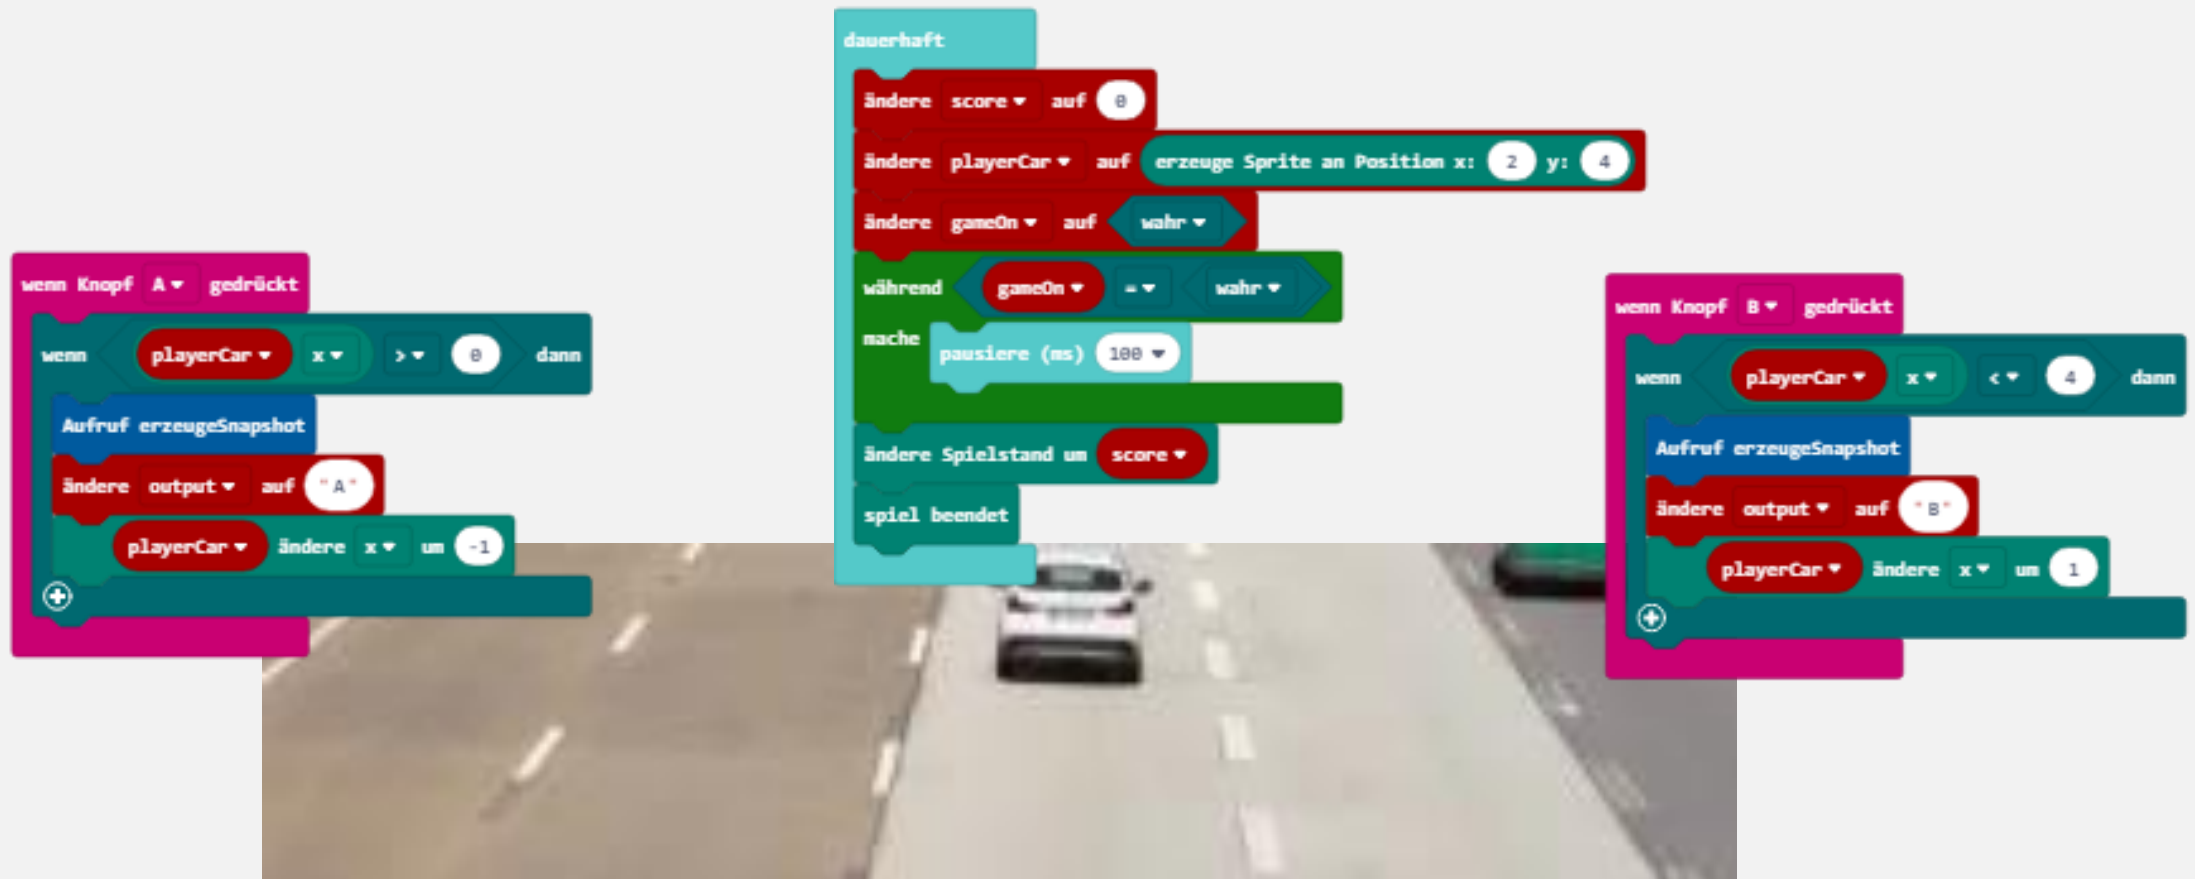 wenn Knopf A gedrückt
wenn playerCar x > 0 dann
Aufruf erzeugeSnapshot
ändere output auf "A"
playerCar ändere x um -1
dauerhaft
ändere score auf 0
ändere playerCar auf erzeuge Sprite an Position x: 2 y: 4
ändere gameOn auf wahr
während gameOn = wahr
mache
pausiere (ms) 100
ändere Spielstand um score
spiel beendet
wenn Knopf B gedrückt
wenn playerCar x < 4 dann
Aufruf erzeugeSnapshot
ändere output auf "B"
playerCar ändere x um 1